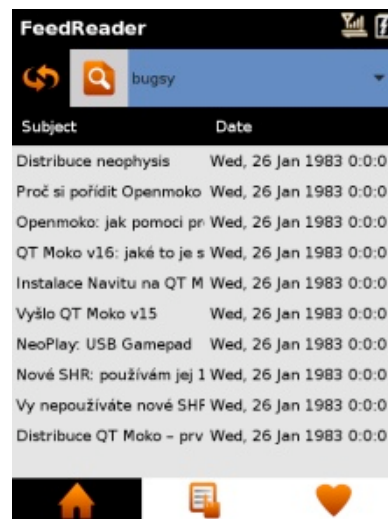 FeedReader
bugsy
Subject Date
Distribuce neophysis Wed, 26 Jan 1983 0:0:0
Proč si pořídit Openmoko Wed, 26 Jan 1983 0:0:0
Openmoko: jak pomoci pr Wed, 26 Jan 1983 0:0:0
QT Moko v16: jaké to je s Wed, 26 Jan 1983 0:0:0
Instalace Navitu na QT M Wed, 26 Jan 1983 0:0:0
Vyšlo QT Moko v15 Wed, 26 Jan 1983 0:0:0
NeoPlay: USB Gamepad Wed, 26 Jan 1983 0:0:0
Nové SHR: používám jej 1 Wed, 26 Jan 1983 0:0:0
Vy nepoužíváte nové SHR Wed, 26 Jan 1983 0:0:0
Distribuce QT Moko – prv Wed, 26 Jan 1983 0:0:0